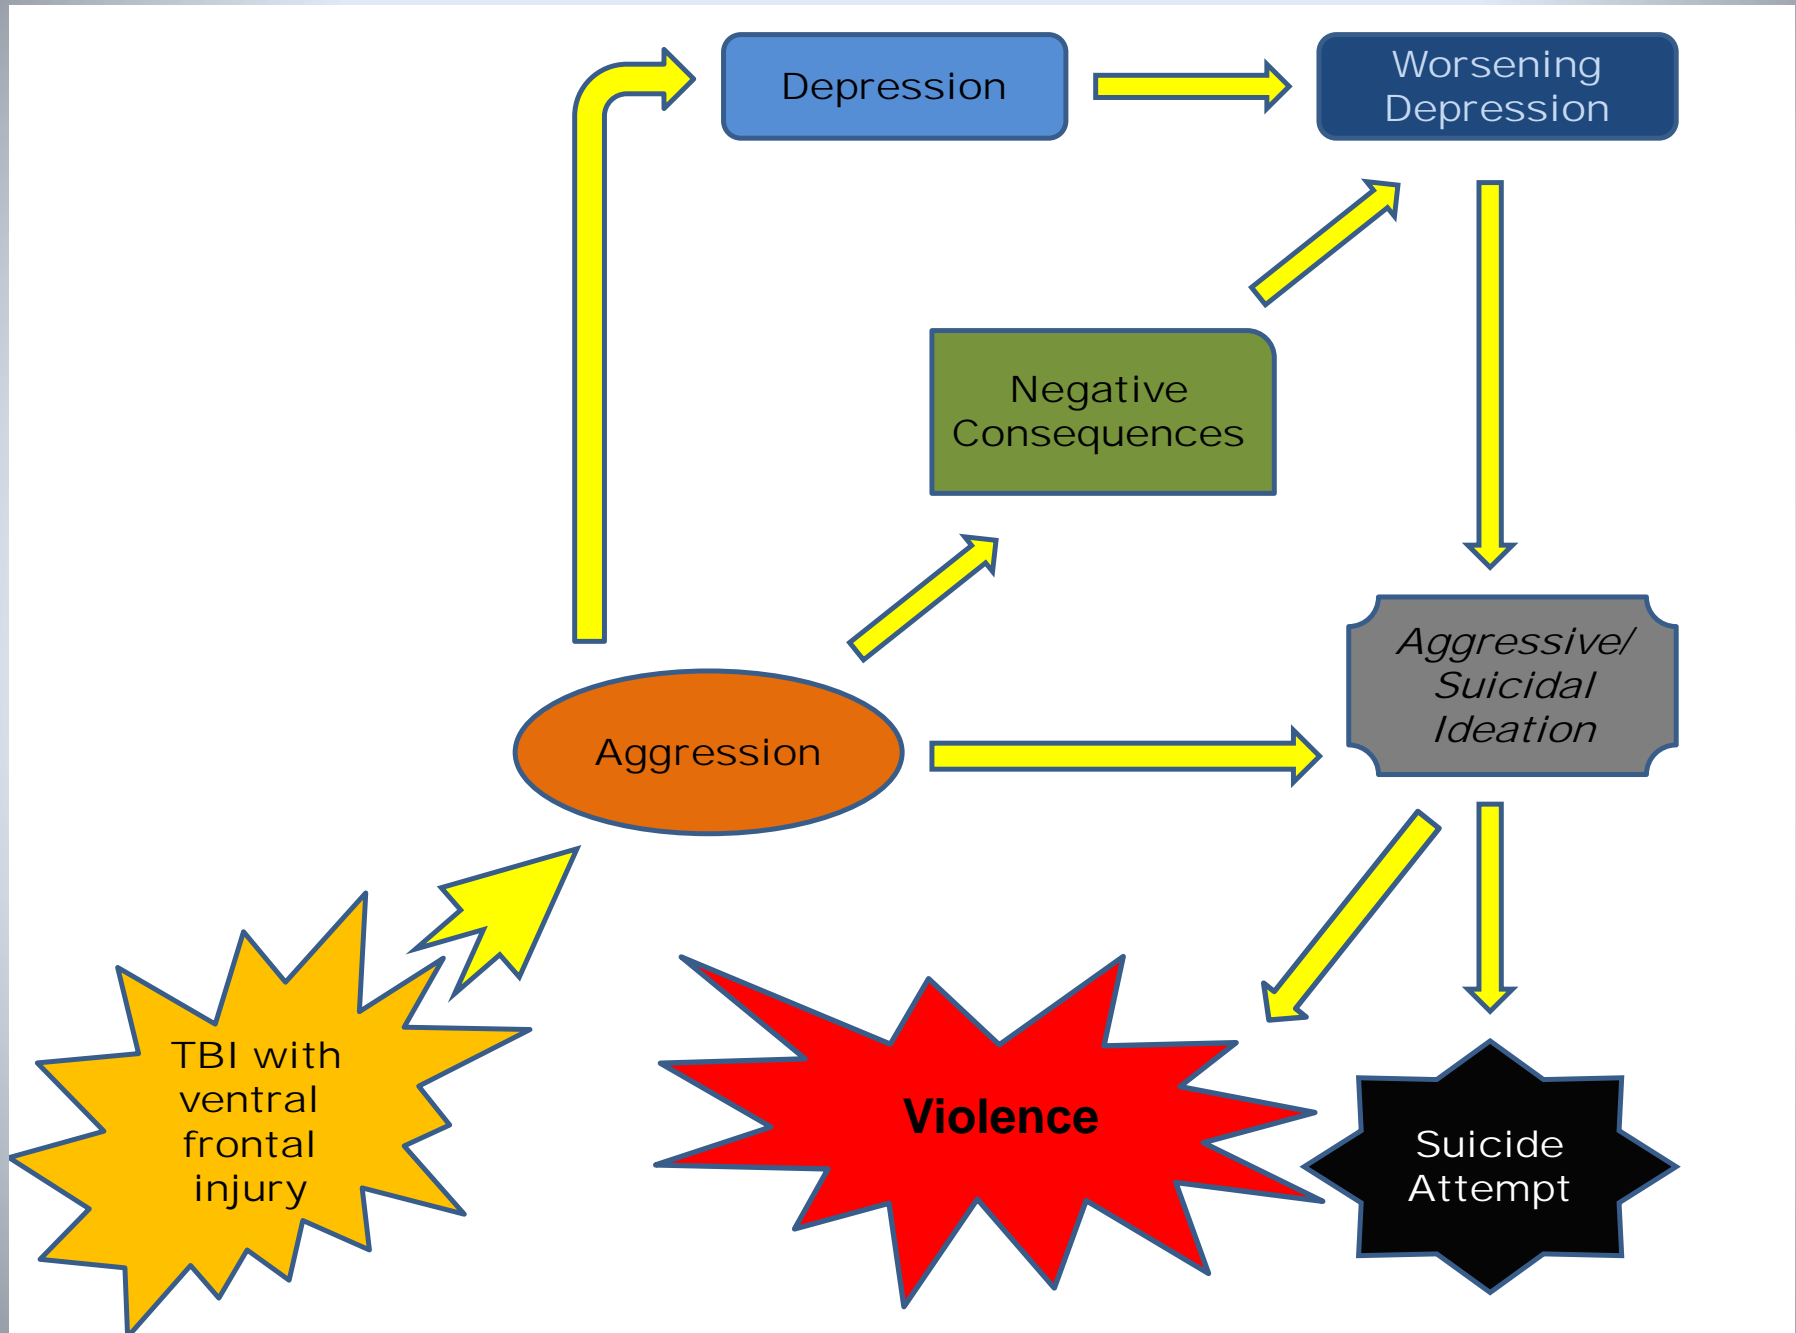 Depression
Worsening
Depression
Negative
Consequences
Aggressive/
Suicidal
Ideation
Aggression
TBI with
ventral
frontal
injury
Violence
Suicide
Attempt